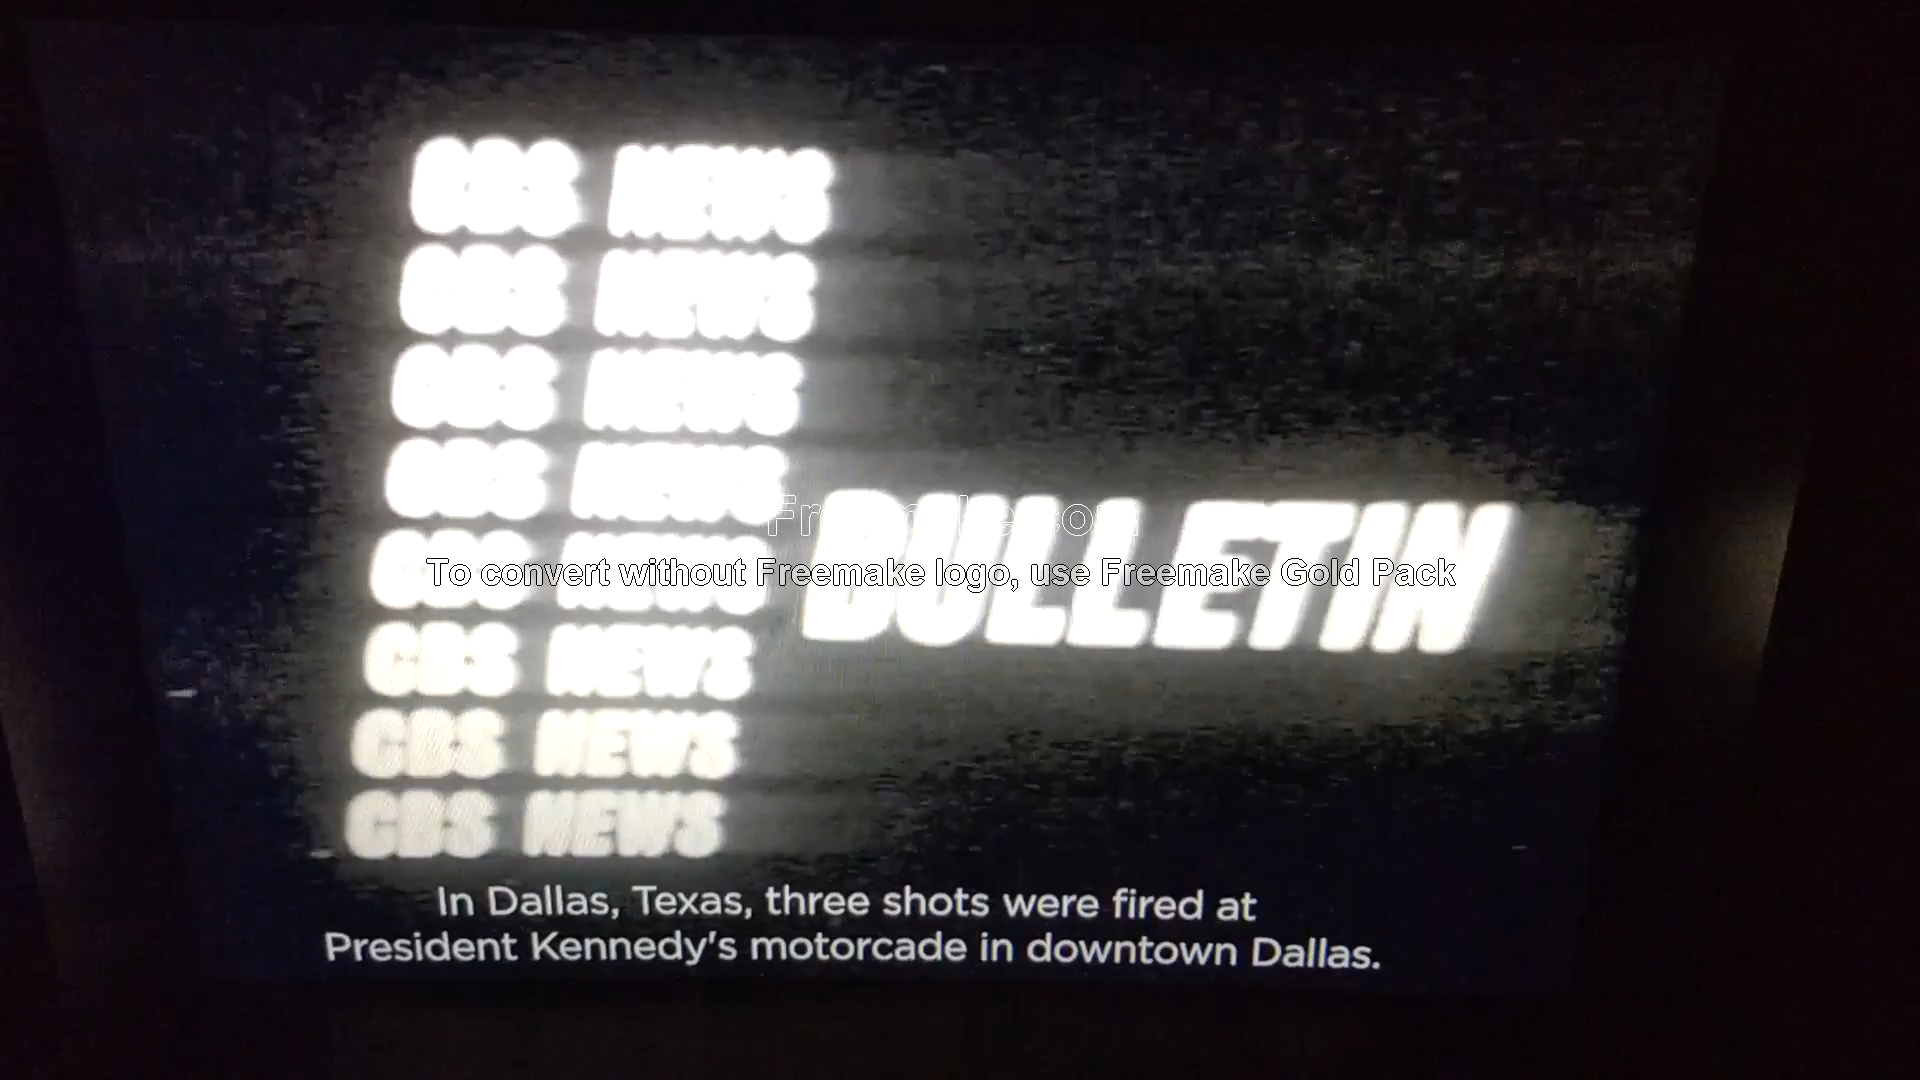 CBS NEWS
CBS NEWS
CBS NEWS
CBS NEWS
CBS NEWS
CBS NEWS
CBS NEWS
CBS NEWS
BULLETIN
Freemake.com
To convert without Freemake logo, use Freemake Gold Pack
In Dallas, Texas, three shots were fired at
President Kennedy's motorcade in downtown Dallas.